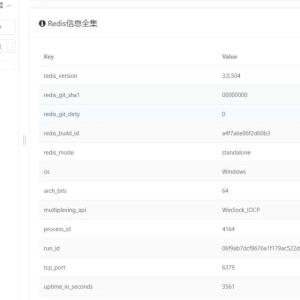 Redis信息全集
Key Value
redis_version 3.0.504
redis_git_sha1 00000000
redis_git_dirty 0
redis_build_id a4f7a6e86f2d60b3
redis_mode standalone
os Windows
arch_bits 64
multiplexing_api WinSock_IOCP
process_id 4164
run_id 06f9ab7dcf8676a1f179ac522d
tcp_port 6379
uptime_in_seconds 3561